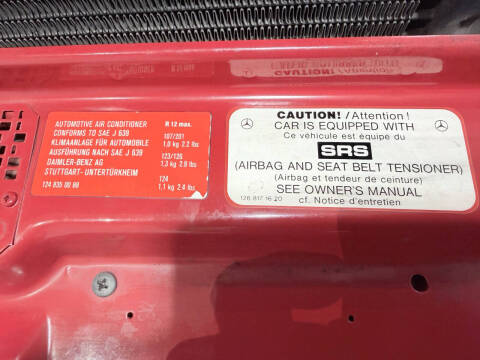 AUTOMOTIVE AIR CONDITIONER
CONFORMS TO SAE J 639
KLIMAANLAGE FÜR AUTOMOBILE
AUSFÜHRUNG NACH SAE J 639
DAIMLER-BENZ AG
STUTTGART- UNTERTÜRKHEIM
124 835 00 88
R 12 max.
107/201
1,0 kg 2.2 lbs
123/126
1,3 kg 2.9 lbs
124
1,1 kg 2.4 lbs
CAUTION! /Attention!
CAR IS EQUIPPED WITH
Ce véhicule est équipé du
SRS
(AIRBAG AND SEAT BELT TENSIONER)
(Airbag et tendeur de ceinture)
SEE OWNER'S MANUAL
126 817 16 20 cf. Notice d'entretien